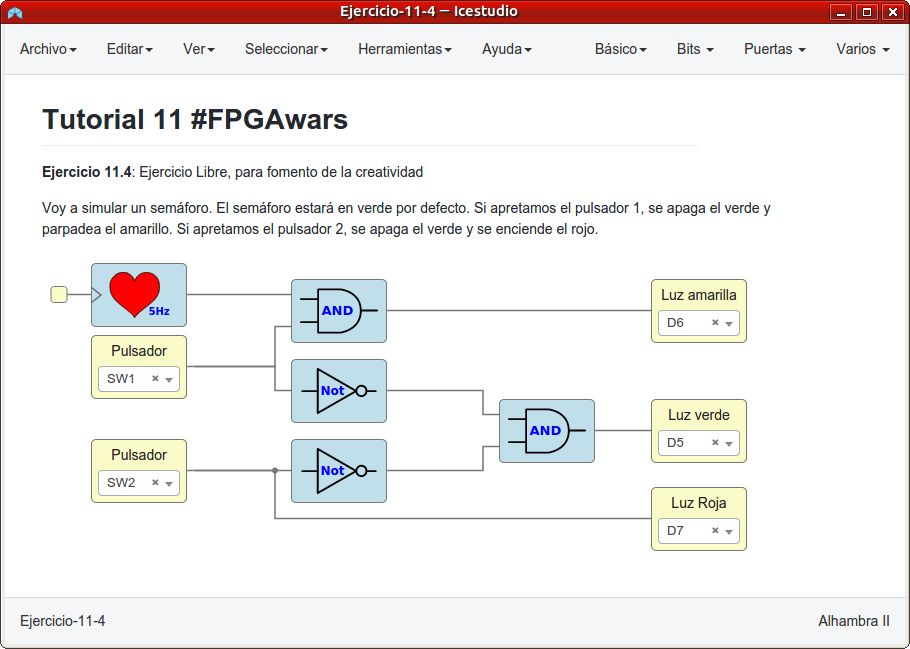 Ejercicio-11-4 — Icestudio
Archivo Editar Ver Seleccionar Herramientas Ayuda Básico Bits Puertas Varios
Tutorial 11 #FPGAwars
Ejercicio 11.4: Ejercicio Libre, para fomento de la creatividad
Voy a simular un semáforo. El semáforo estará en verde por defecto. Si apretamos el pulsador 1, se apaga el verde y
parpadea el amarillo. Si apretamos el pulsador 2, se apaga el verde y se enciende el rojo.
5Hz
AND
Luz amarilla
D6 ×
Pulsador
SW1 ×
Not
AND
Luz verde
D5 ×
Pulsador
SW2 ×
Not
Luz Roja
D7 ×
Ejercicio-11-4
Alhambra II